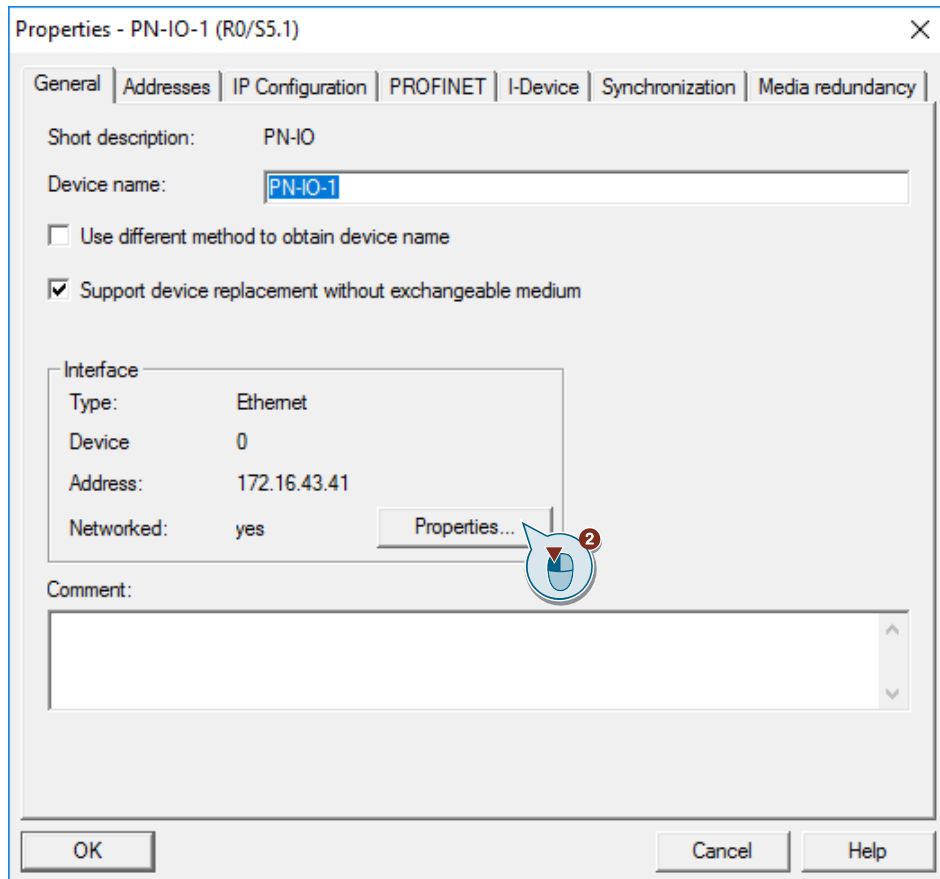 Properties - PN-IO-1 (R0/S5.1)
General Addresses IP Configuration PROFINET I-Device Synchronization Media redundancy
Short description: PN-IO
Device name: PN-IO-1
Use different method to obtain device name
Support device replacement without exchangeable medium
Interface
Type: Ethernet
Device 0
Address: 172.16.43.41
Networked: yes Properties...
2
Comment:
OK Cancel Help